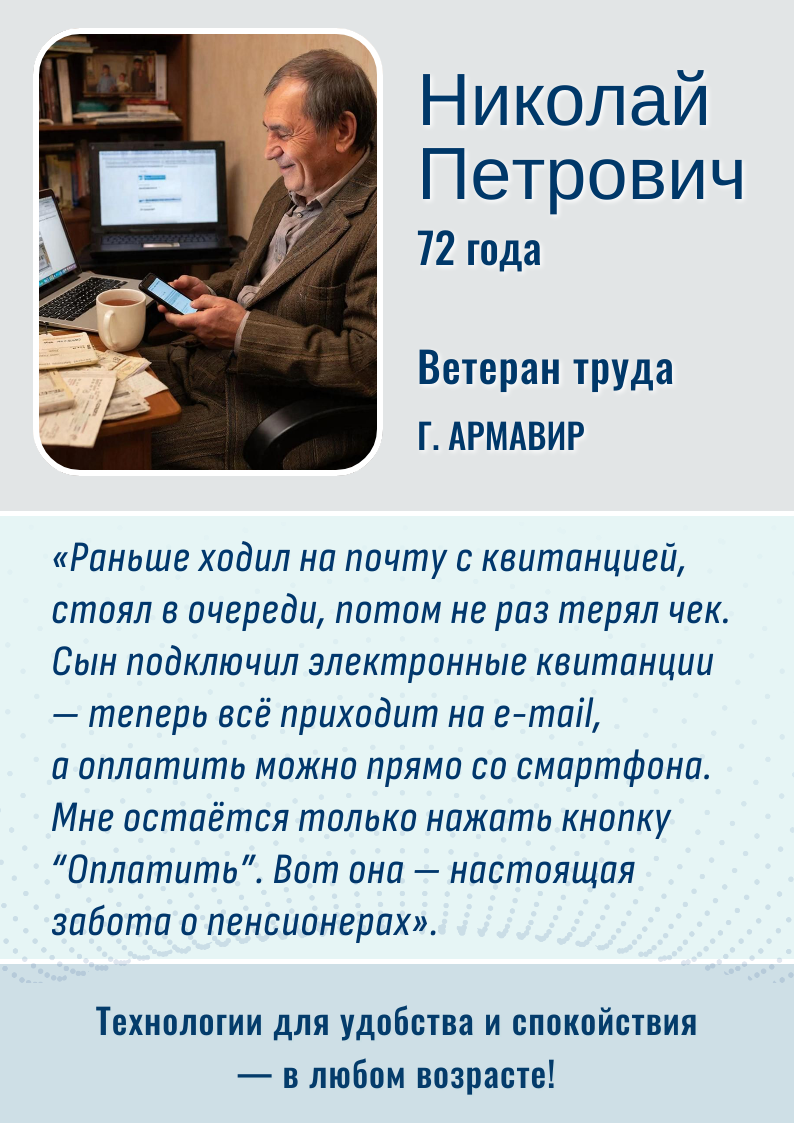 Николай
Петрович
72 года
Ветеран труда
Г. АРМАВИР
«Раньше ходил на почту с квитанцией,
стоял в очереди, потом не раз терял чек.
Сын подключил электронные квитанции
— теперь всё приходит на e-mail,
а оплатить можно прямо со смартфона.
Мне остаётся только нажать кнопку
“Оплатить”. Вот она — настоящая
забота о пенсионерах».
Технологии для удобства и спокойствия
— в любом возрасте!